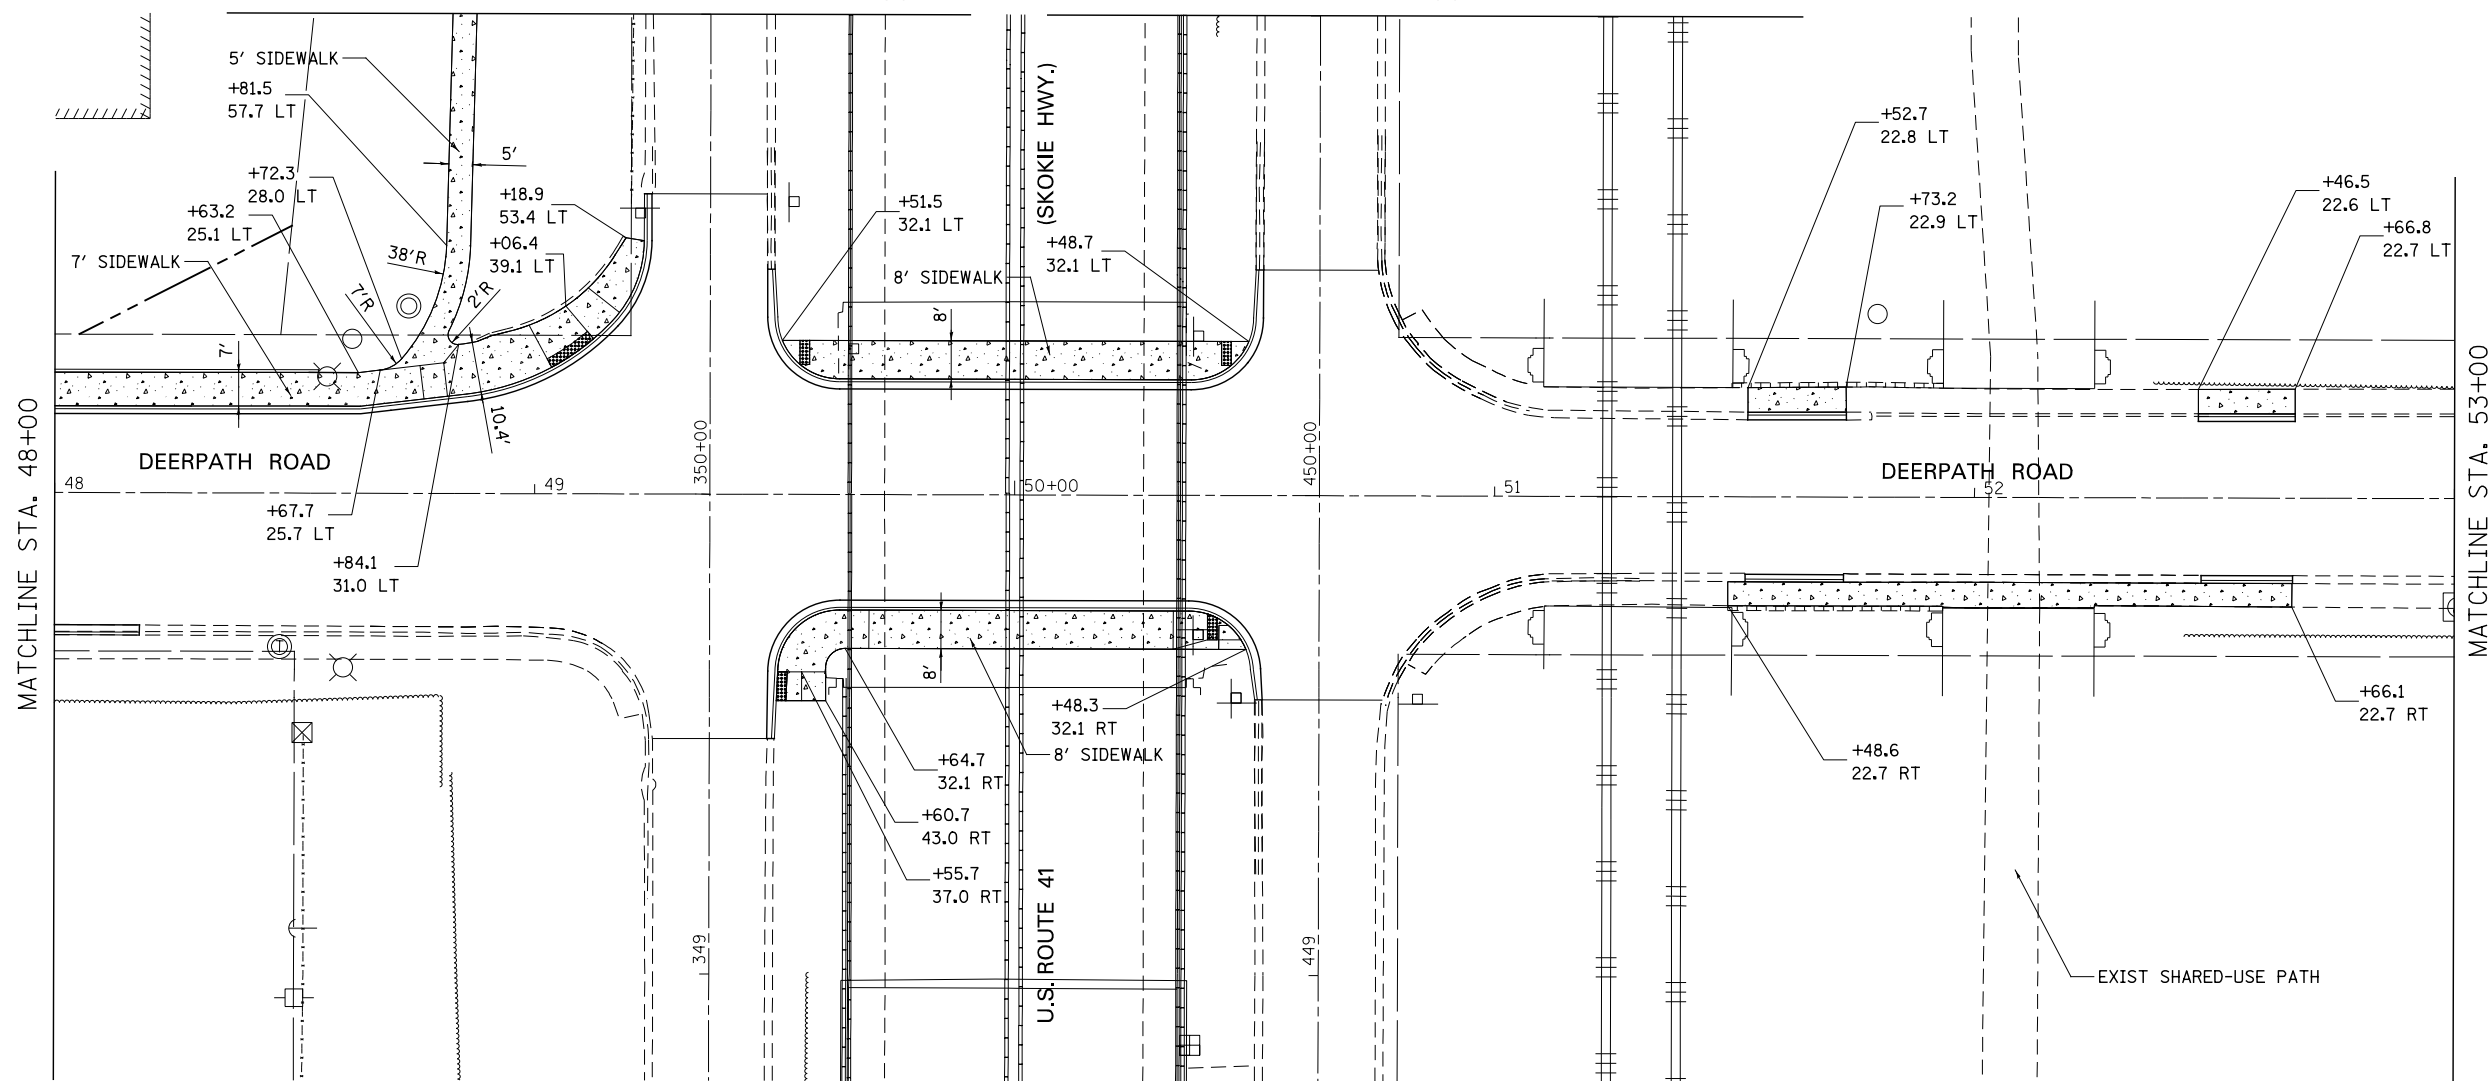 5' SIDEWALK
+81.5
57.7 LT
5'
+72.3
28.0 LT
+18.9
53.4 LT
+63.2
25.1 LT
+06.4
39.1 LT
38'R
7' SIDEWALK
7'R
2'R
7'
10.4'
(SKOKIE HWY.)
+51.5
32.1 LT
+48.7
32.1 LT
8' SIDEWALK
8'
+52.7
22.8 LT
+73.2
22.9 LT
+46.5
22.6 LT
+66.8
22.7 LT
MATCHLINE STA. 48+00
DEERPATH ROAD
48
49
350+00
50+00
450+00
51
DEERPATH ROAD
52
MATCHLINE STA. 53+00
+67.7
25.7 LT
+84.1
31.0 LT
8'
+48.3
32.1 RT
8' SIDEWALK
+64.7
32.1 RT
+60.7
43.0 RT
+55.7
37.0 RT
+66.1
22.7 RT
+48.6
22.7 RT
349
U.S. ROUTE 41
449
EXIST SHARED-USE PATH